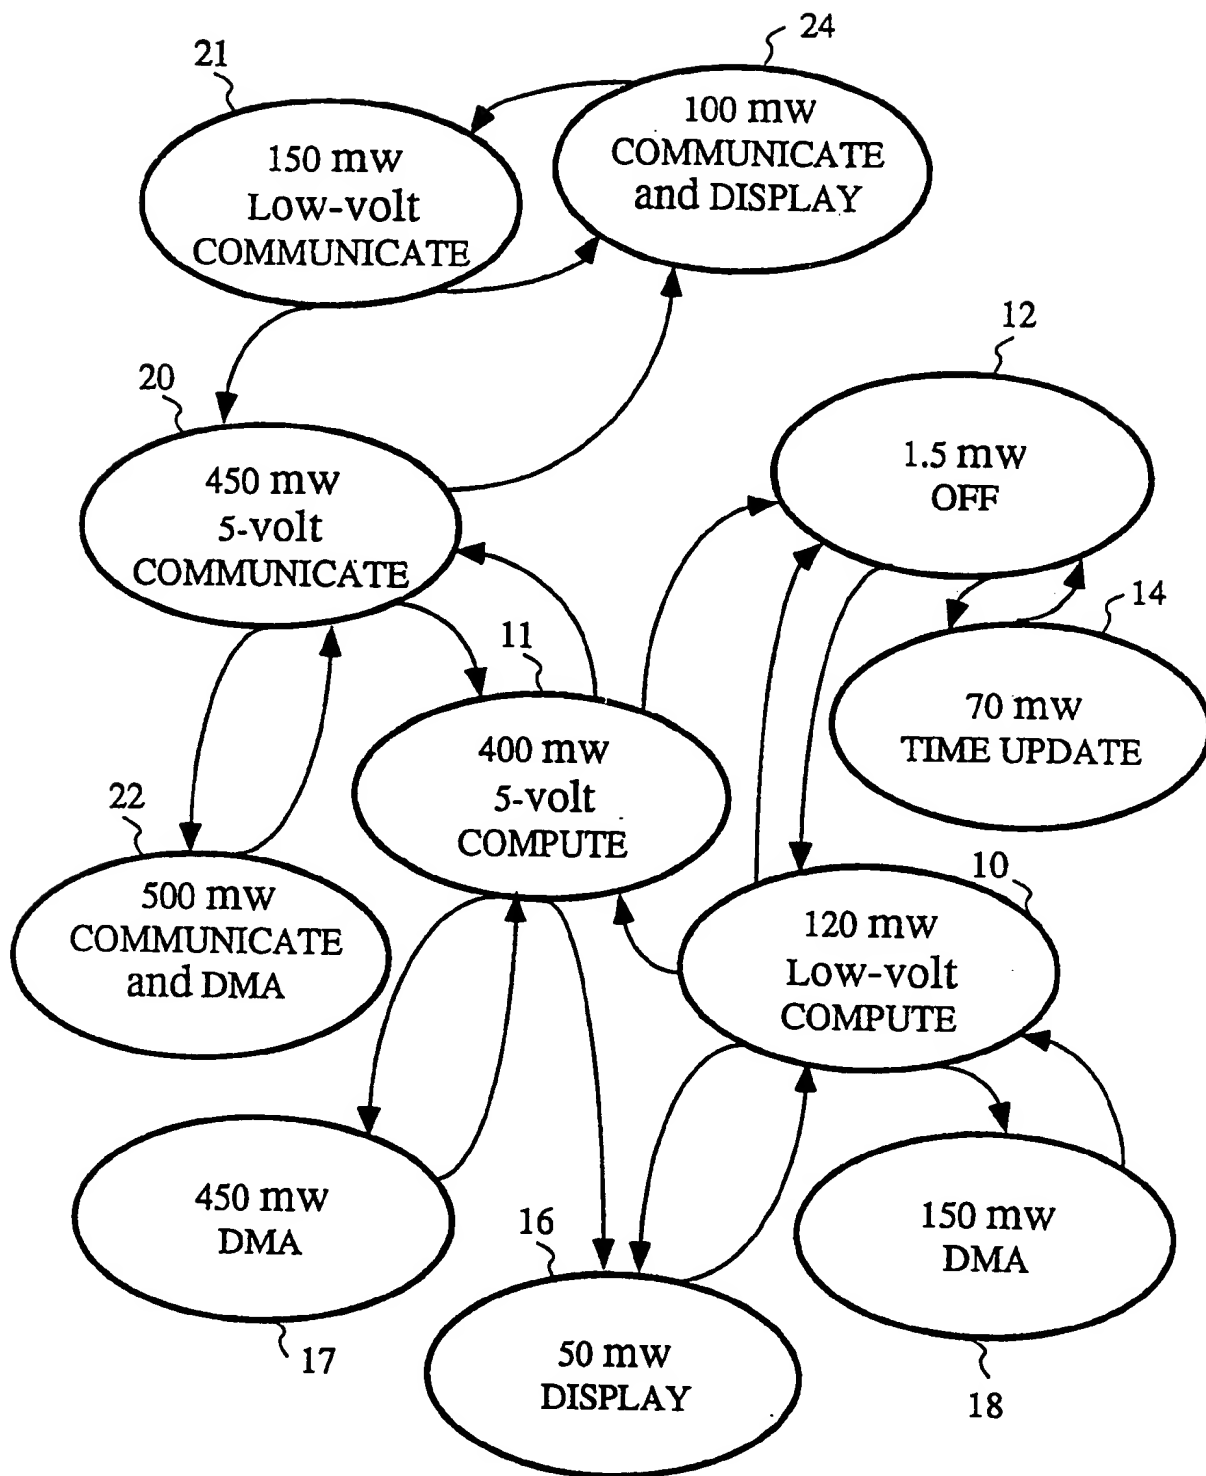 21
150 mw
Low-volt
COMMUNICATE
24
100 mw
COMMUNICATE
and DISPLAY
20
450 mw
5-volt
COMMUNICATE
12
1.5 mw
OFF
14
70 mw
TIME UPDATE
11
400 mw
5-volt
COMPUTE
22
500 mw
COMMUNICATE
and DMA
10
120 mw
Low-volt
COMPUTE
450 mw
DMA
17
16
50 mw
DISPLAY
150 mw
DMA
18